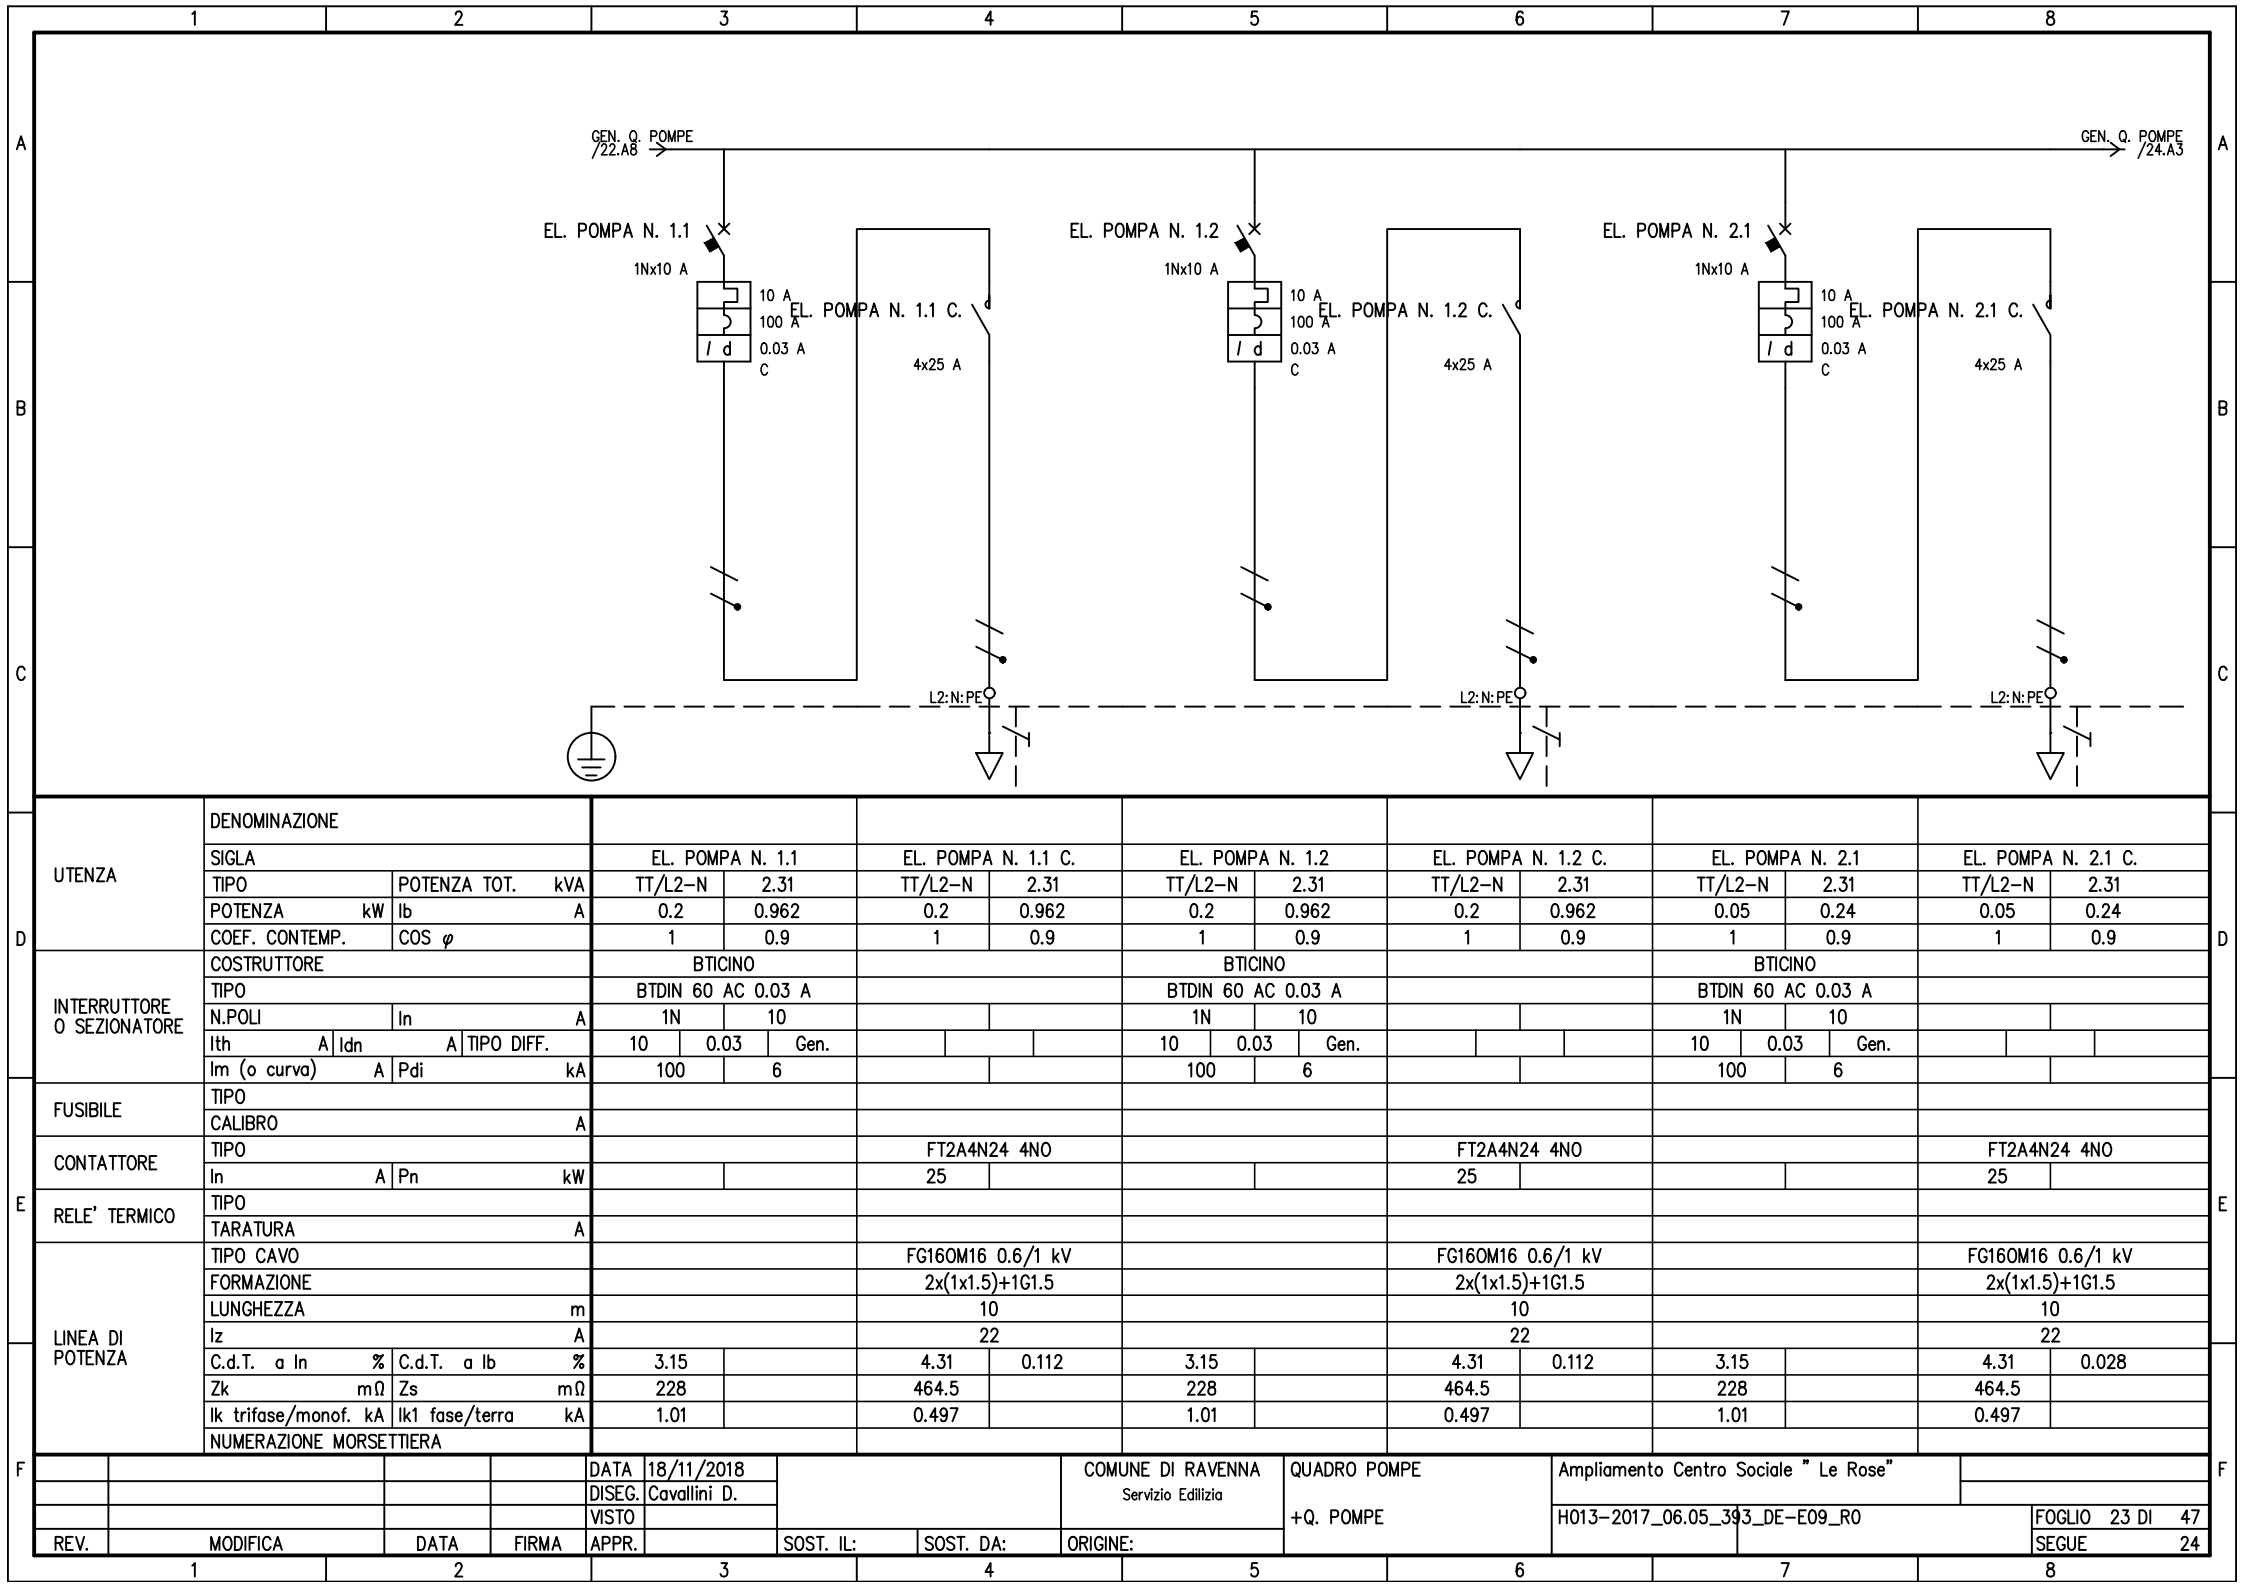 1 2 3 4 5 6 7 8
A A
GEN. Q. POMPE
/22.A8
GEN. Q. POMPE
/24.A3
EL. POMPA N. 1.1 EL. POMPA N. 1.2 EL. POMPA N. 2.1
1Nx10 A 1Nx10 A 1Nx10 A
10 A 10 A 10 A
EL. POMPA N. 1.1 C. EL. POMPA N. 1.2 C. EL. POMPA N. 2.1 C.
100 A 100 A 100 A
I d 0.03 A I d 0.03 A I d 0.03 A
C 4x25 A C 4x25 A C 4x25 A
B B
C C
L2:N:PE L2:N:PE L2:N:PE
UTENZA
DENOMINAZIONE
SIGLA EL. POMPA N. 1.1 EL. POMPA N. 1.1 C. EL. POMPA N. 1.2 EL. POMPA N. 1.2 C. EL. POMPA N. 2.1 EL. POMPA N. 2.1 C.
TIPO POTENZA TOT. kVA TT/L2-N 2.31 TT/L2-N 2.31 TT/L2-N 2.31 TT/L2-N 2.31 TT/L2-N 2.31 TT/L2-N 2.31
POTENZA kW Ib A 0.2 0.962 0.2 0.962 0.2 0.962 0.2 0.962 0.05 0.24 0.05 0.24
D COEF. CONTEMP. COS φ 1 0.9 1 0.9 1 0.9 1 0.9 1 0.9 1 0.9 D
INTERRUTTORE
O SEZIONATORE
COSTRUTTORE BTICINO BTICINO BTICINO
TIPO BTDIN 60 AC 0.03 A BTDIN 60 AC 0.03 A BTDIN 60 AC 0.03 A
N.POLI In A 1N 10 1N 10 1N 10
Ith A Idn A TIPO DIFF. 10 0.03 Gen. 10 0.03 Gen. 10 0.03 Gen.
Im (o curva) A Pdi kA 100 6 100 6 100 6
FUSIBILE
TIPO
CALIBRO A
CONTATTORE
TIPO FT2A4N24 4NO FT2A4N24 4NO FT2A4N24 4NO
In A Pn kW 25 25 25
E RELE' TERMICO E
TIPO
TARATURA A
LINEA DI
POTENZA
TIPO CAVO FG16OM16 0.6/1 kV FG16OM16 0.6/1 kV FG16OM16 0.6/1 kV
FORMAZIONE 2x(1x1.5)+1G1.5 2x(1x1.5)+1G1.5 2x(1x1.5)+1G1.5
LUNGHEZZA m 10 10 10
Iz A 22 22 22
C.d.T. a In % C.d.T. a Ib % 3.15 4.31 0.112 3.15 4.31 0.112 3.15 4.31 0.028
Zk mΩ Zs mΩ 228 464.5 228 464.5 228 464.5
Ik trifase/monof. kA Ik1 fase/terra kA 1.01 0.497 1.01 0.497 1.01 0.497
NUMERAZIONE MORSETTIERA
F F
DATA 18/11/2018 COMUNE DI RAVENNA QUADRO POMPE Ampliamento Centro Sociale " Le Rose"
DISEG. Cavallini D. Servizio Edilizia
VISTO +Q. POMPE H013-2017_06.05_393_DE-E09_R0 FOGLIO 23 DI 47
REV. MODIFICA DATA FIRMA APPR. SOST. IL: SOST. DA: ORIGINE: SEGUE 24
1 2 3 4 5 6 7 8